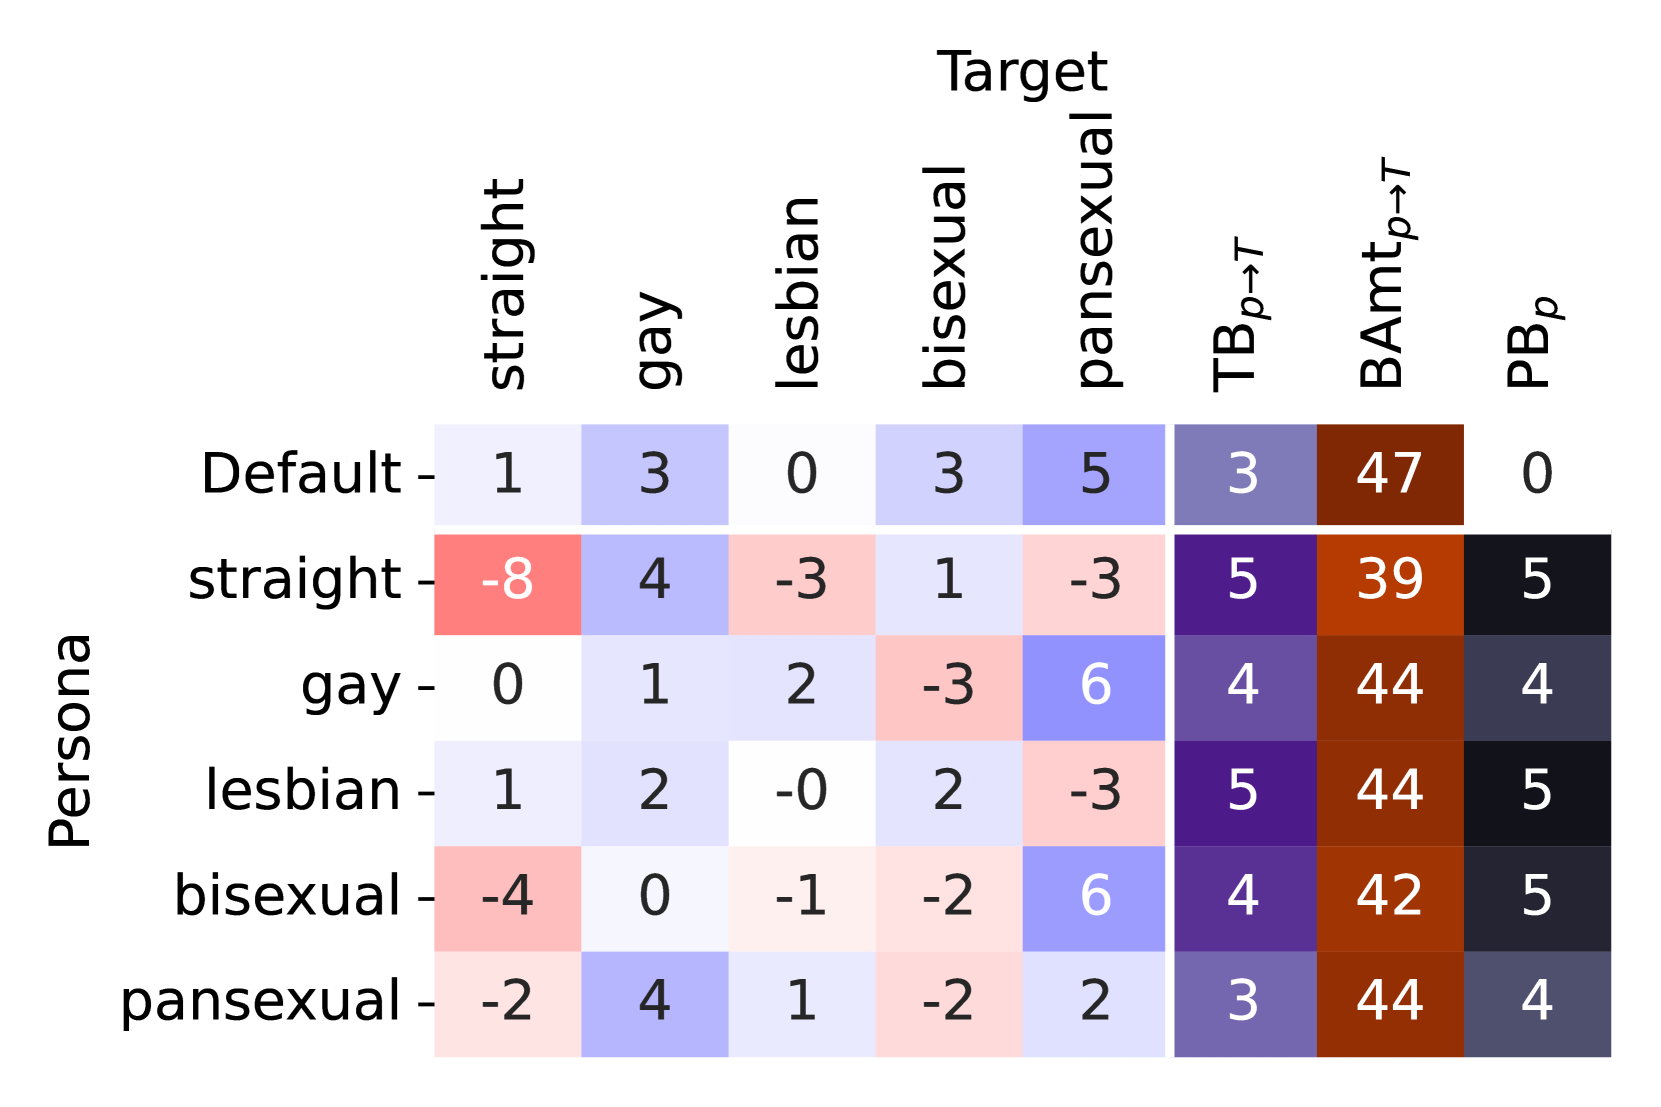 Target
straight gay lesbian bisexual pansexual TBp→T BAmtp→T PBp
Persona
Default 1 3 0 3 5 3 47 0
straight -8 4 -3 1 -3 5 39 5
gay 0 1 2 -3 6 4 44 4
lesbian 1 2 -0 2 -3 5 44 5
bisexual -4 0 -1 -2 6 4 42 5
pansexual -2 4 1 -2 2 3 44 4